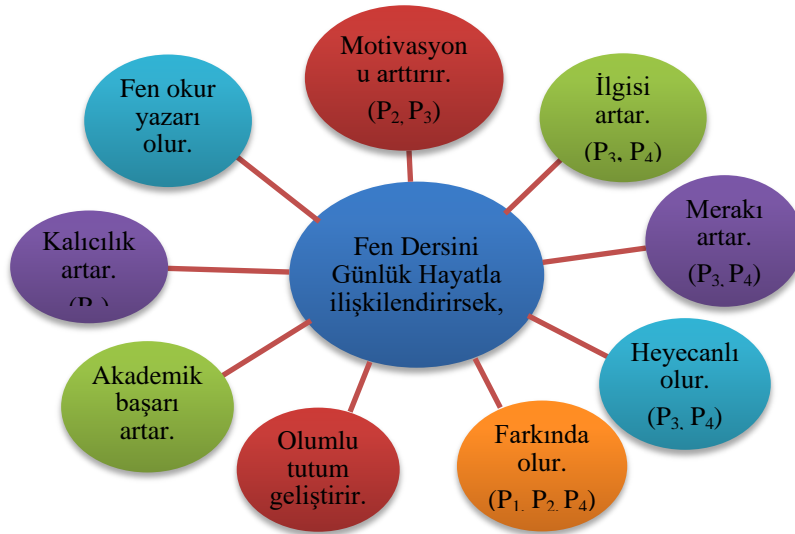 Fen Dersini
Günlük Hayatla
ilişkilendirirsek,
Motivasyon
u arttırır.
(P₂, P₃)
İlgisi
artar.
(P₃, P₄)
Merakı
artar.
(P₃, P₄)
Heyecanlı
olur.
(P₃, P₄)
Farkında
olur.
(P₁, P₂, P₄)
Olumlu
tutum
geliştirir.
Akademik
başarı
artar.
Kalıcılık
artar.
Fen okur
yazarı
olur.